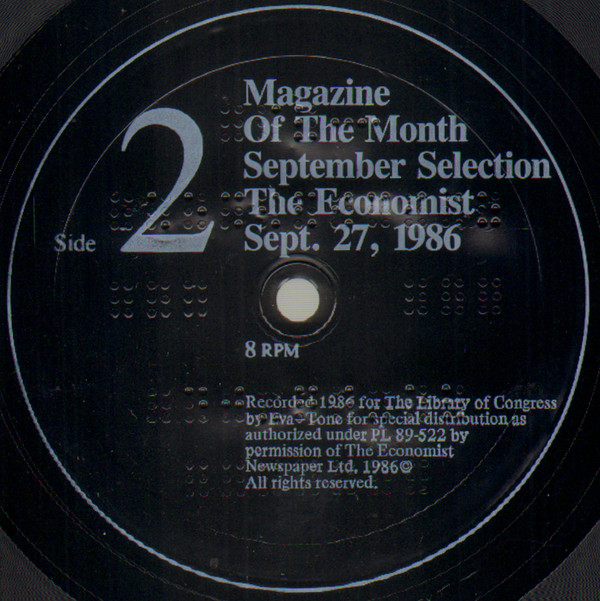 Magazine
Of The Month
September Selection
The Economist
Sept. 27, 1986
Side 2
8 RPM
Recorded 1986 for The Library of Congress
by Eva-Tone for special distribution as
authorized under PL 89-522 by
permission of The Economist
Newspaper Ltd, 1986©
All rights reserved.